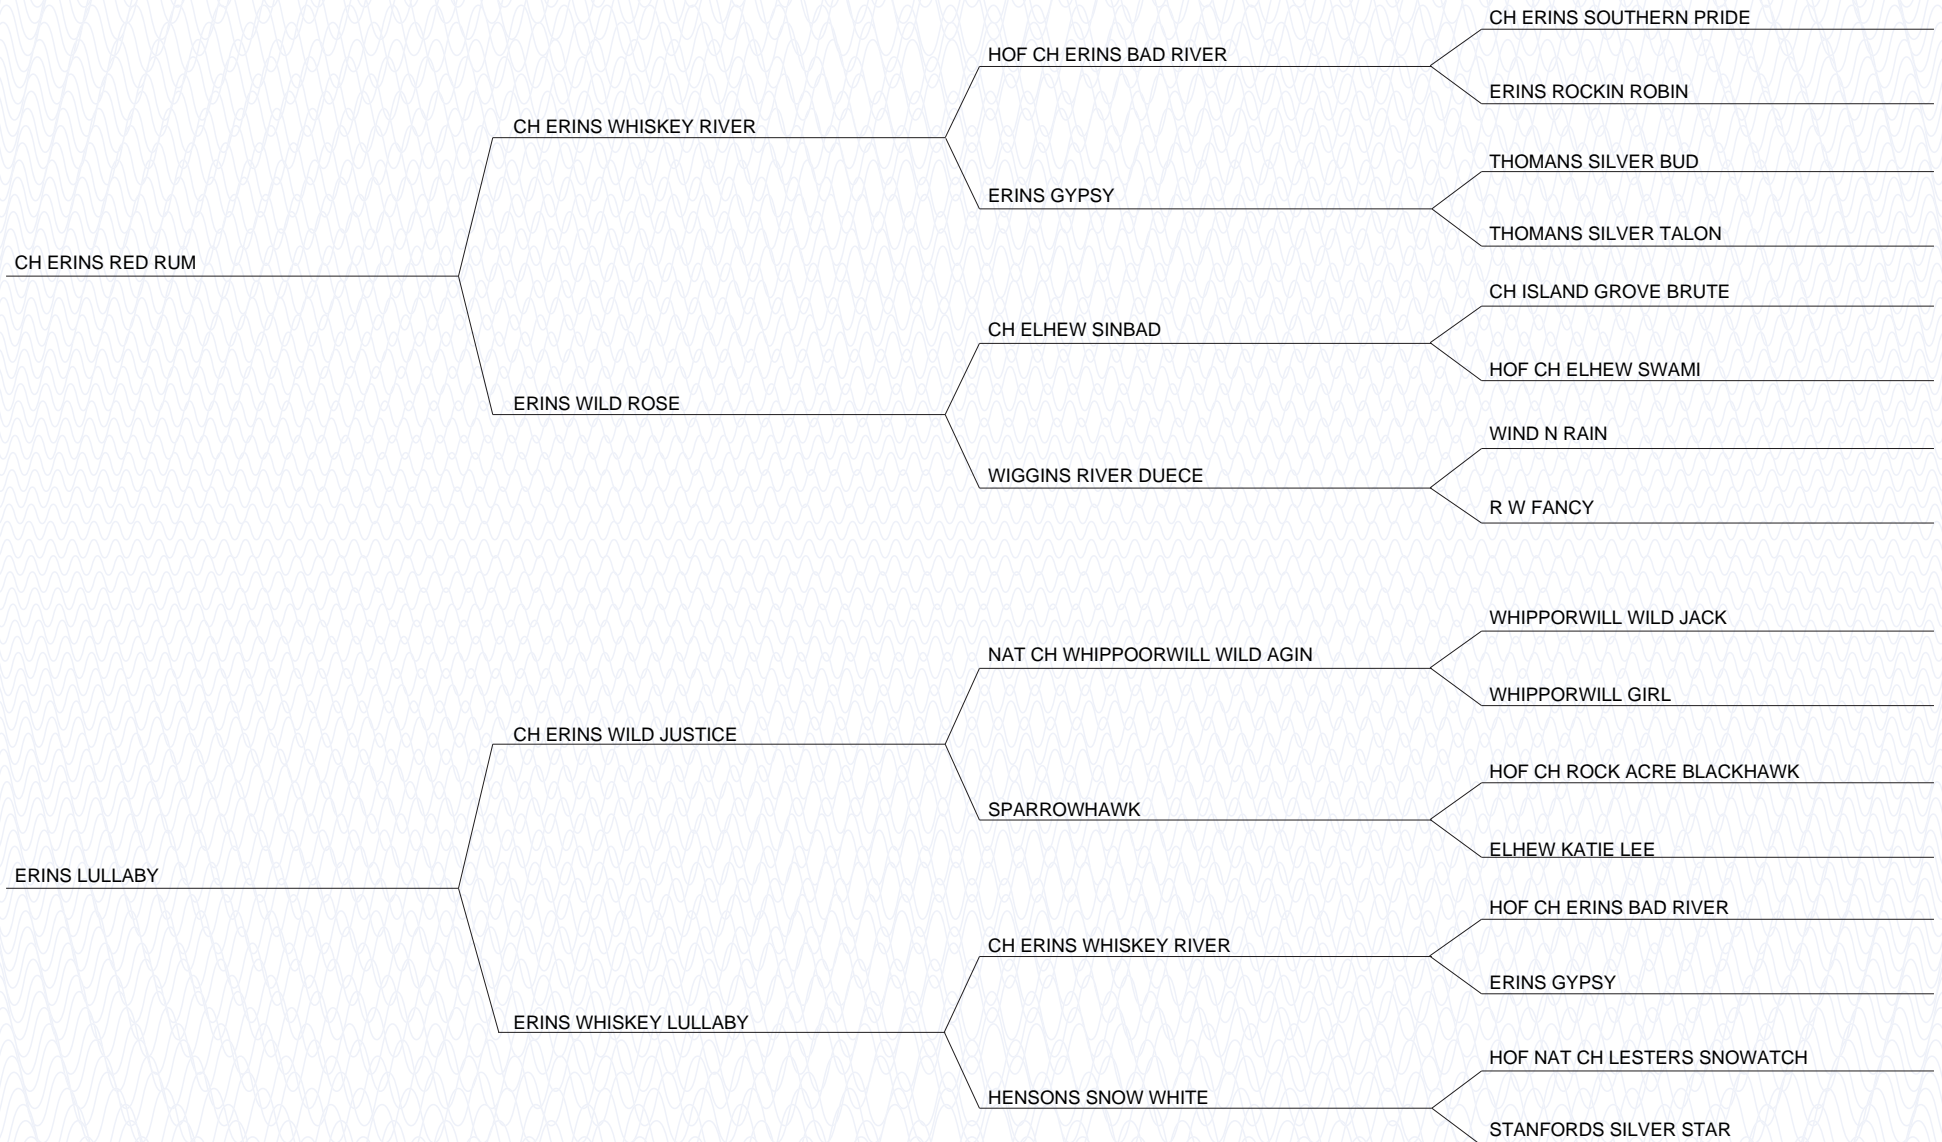 CH ERINS SOUTHERN PRIDE
HOF CH ERINS BAD RIVER
ERINS ROCKIN ROBIN
CH ERINS WHISKEY RIVER
THOMANS SILVER BUD
ERINS GYPSY
THOMANS SILVER TALON
CH ERINS RED RUM
CH ISLAND GROVE BRUTE
CH ELHEW SINBAD
HOF CH ELHEW SWAMI
ERINS WILD ROSE
WIND N RAIN
WIGGINS RIVER DUECE
R W FANCY
WHIPPORWILL WILD JACK
NAT CH WHIPPOORWILL WILD AGIN
WHIPPORWILL GIRL
CH ERINS WILD JUSTICE
HOF CH ROCK ACRE BLACKHAWK
SPARROWHAWK
ELHEW KATIE LEE
ERINS LULLABY
HOF CH ERINS BAD RIVER
CH ERINS WHISKEY RIVER
ERINS GYPSY
ERINS WHISKEY LULLABY
HOF NAT CH LESTERS SNOWATCH
HENSONS SNOW WHITE
STANFORDS SILVER STAR